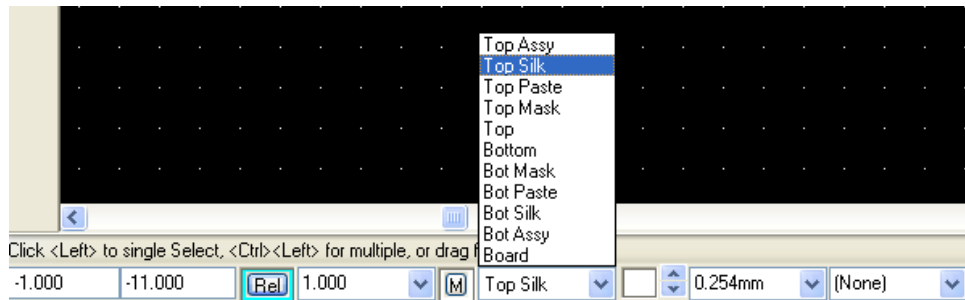 Top Assy
Top Silk
Top Paste
Top Mask
Top
Bottom
Bot Mask
Bot Paste
Bot Silk
Bot Assy
Board
Click <Left> to single Select, <Ctrl><Left> for multiple, or drag
-1.000 -11.000 Rel 1.000 M Top Silk 0.254mm (None)